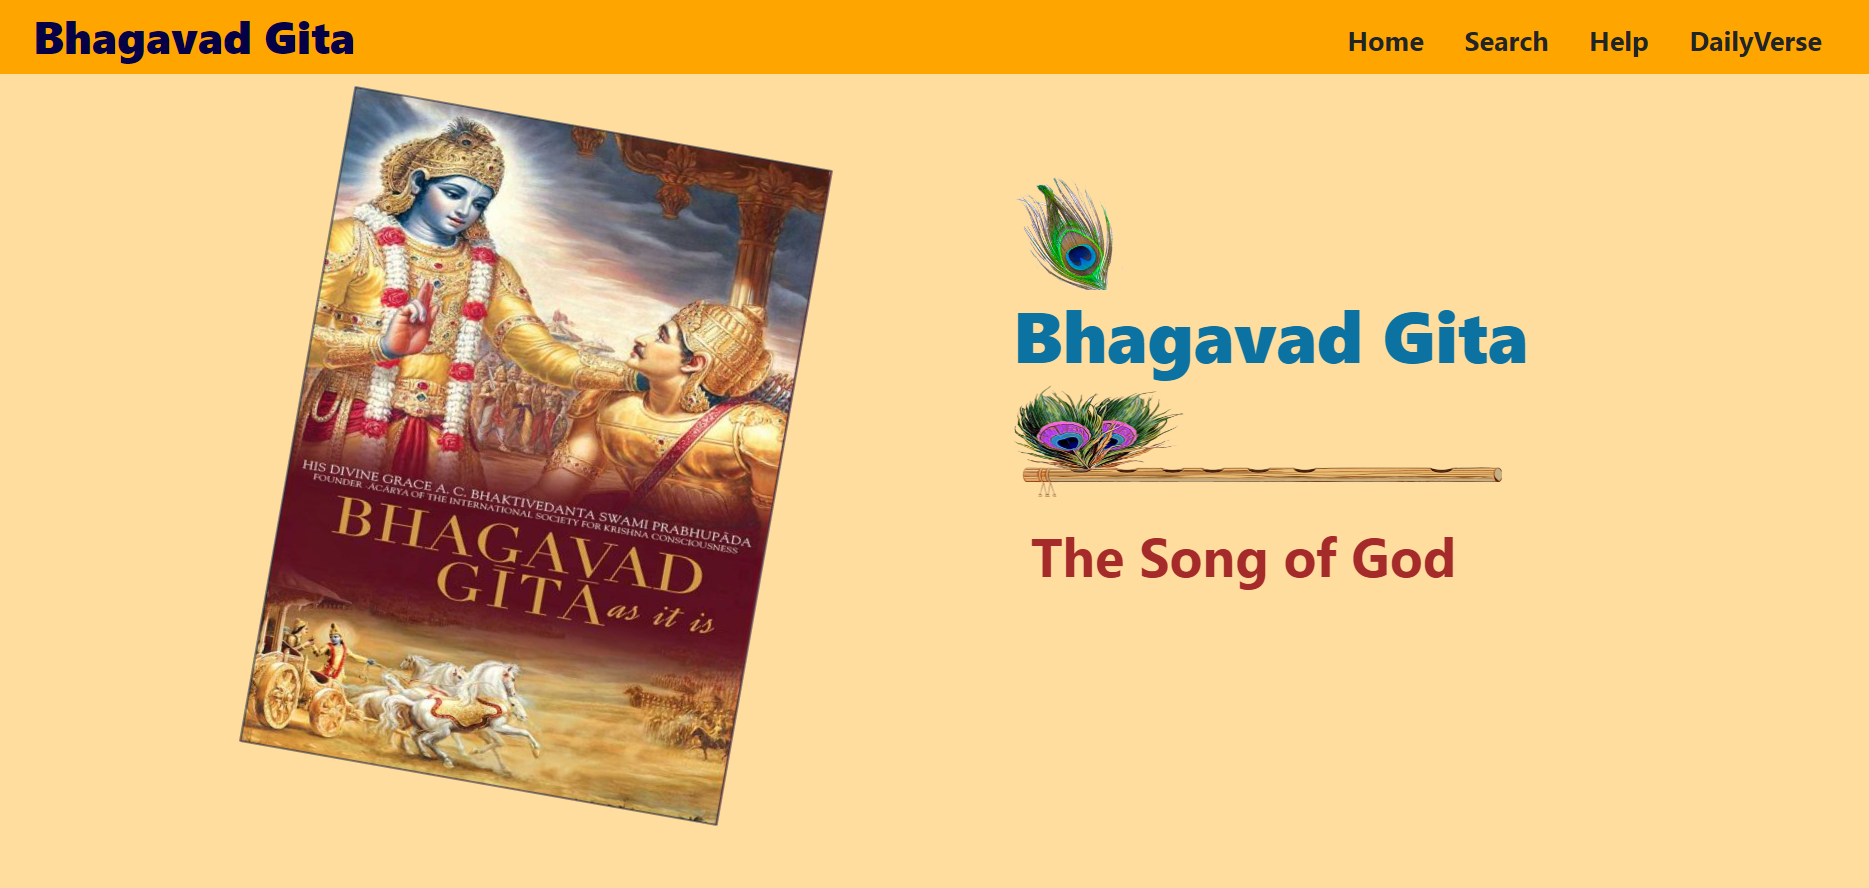 Bhagavad Gita
Home Search Help DailyVerse
HIS DIVINE GRACE A. C. BHAKTIVEDANTA SWAMI PRABHUPĀDA
FOUNDER -ĀCĀRYA OF THE INTERNATIONAL SOCIETY FOR KRISHNA CONSCIOUSNESS
BHAGAVAD
GĪTĀ as it is
Bhagavad Gita
The Song of God